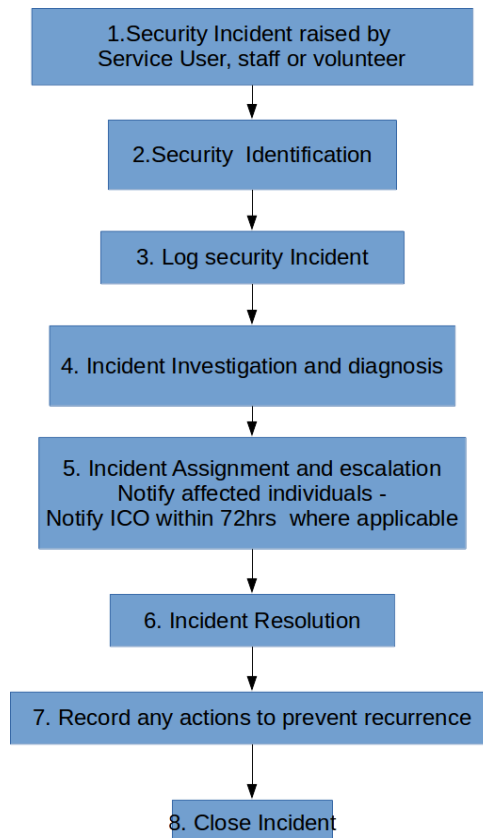 1.Security Incident raised by
Service User, staff or volunteer
2.Security  Identification
3. Log security Incident
4. Incident Investigation and diagnosis
5. Incident Assignment and escalation
Notify affected individuals -
Notify ICO within 72hrs  where applicable
6. Incident Resolution
7. Record any actions to prevent recurrence
8. Close Incident